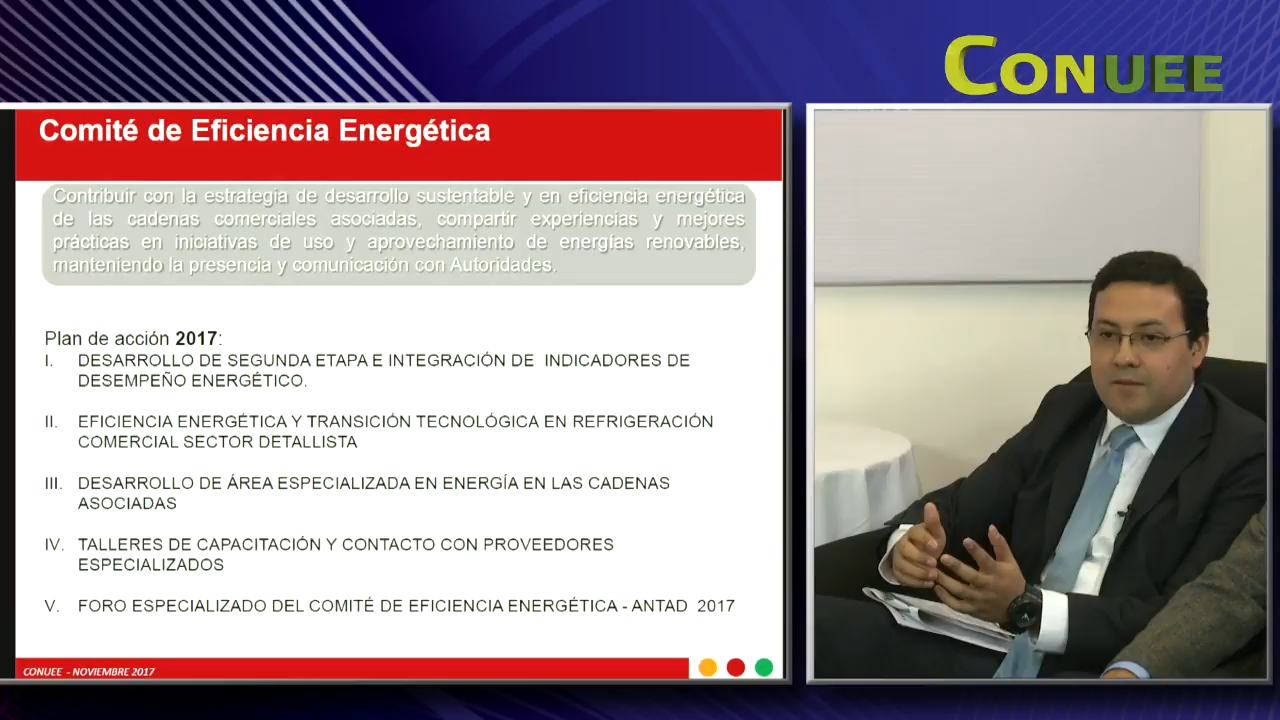 CONUEE
Comité de Eficiencia Energética
Contribuir con la estrategia de desarrollo sustentable y en eficiencia energética
de las cadenas comerciales asociadas, compartir experiencias y mejores
prácticas en iniciativas de uso y aprovechamiento de energías renovables,
manteniendo la presencia y comunicación con Autoridades.
Plan de acción 2017:
I. DESARROLLO DE SEGUNDA ETAPA E INTEGRACIÓN DE INDICADORES DE
DESEMPEÑO ENERGÉTICO.
II. EFICIENCIA ENERGÉTICA Y TRANSICIÓN TECNOLÓGICA EN REFRIGERACIÓN
COMERCIAL SECTOR DETALLISTA
III. DESARROLLO DE ÁREA ESPECIALIZADA EN ENERGÍA EN LAS CADENAS
ASOCIADAS
IV. TALLERES DE CAPACITACIÓN Y CONTACTO CON PROVEEDORES
ESPECIALIZADOS
V. FORO ESPECIALIZADO DEL COMITÉ DE EFICIENCIA ENERGÉTICA - ANTAD 2017
CONUEE - NOVIEMBRE 2017